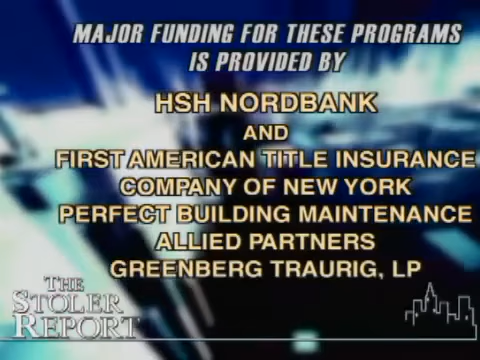 MAJOR FUNDING FOR THESE PROGRAMS
IS PROVIDED BY
HSH NORDBANK
AND
FIRST AMERICAN TITLE INSURANCE
COMPANY OF NEW YORK
PERFECT BUILDING MAINTENANCE
ALLIED PARTNERS
GREENBERG TRAURIG, LP
THE
STOLER
REPORT